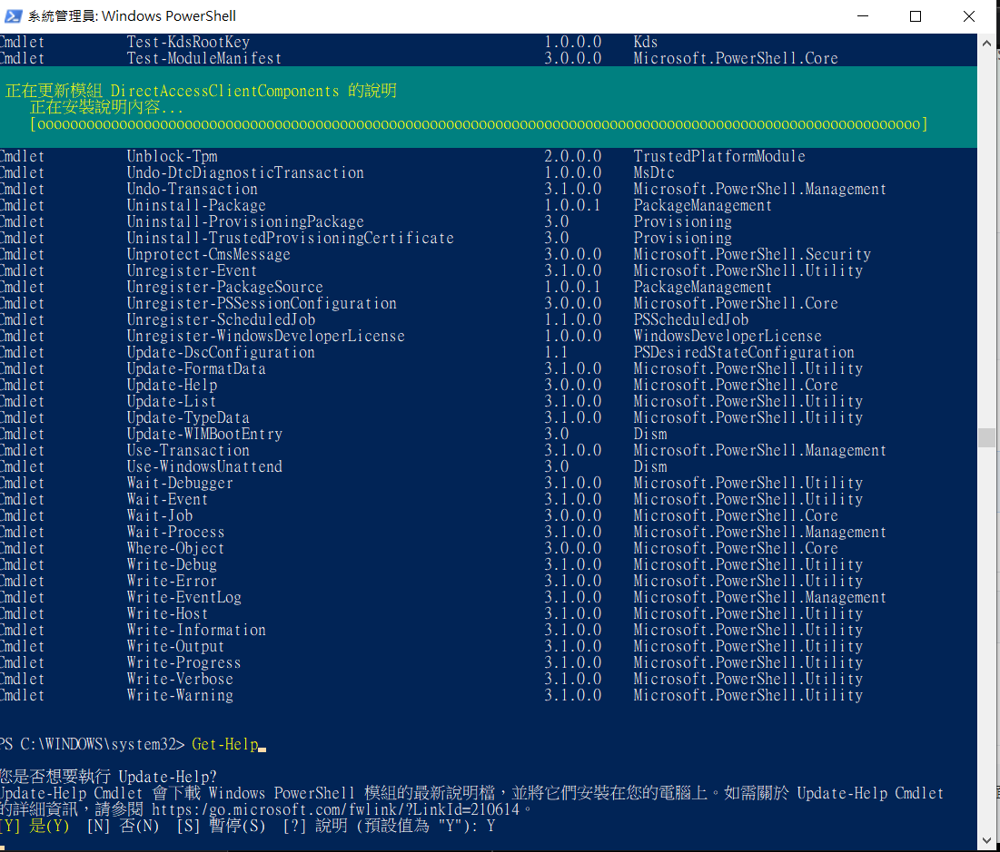 系統管理員: Windows PowerShell
Cmdlet Test-KdsRootKey 1.0.0.0 Kds
Cmdlet Test-ModuleManifest 3.0.0.0 Microsoft.PowerShell.Core
正在更新模組 DirectAccessClientComponents 的說明
正在安裝說明內容...
[oooooooooooooooooooooooooooooooooooooooooooooooooooooooooooooooooooooooooooooooooooooooooooooooooooooooooooo]
Cmdlet Unblock-Tpm 2.0.0.0 TrustedPlatformModule
Cmdlet Undo-DtcDiagnosticTransaction 1.0.0.0 MsDtc
Cmdlet Undo-Transaction 3.1.0.0 Microsoft.PowerShell.Management
Cmdlet Uninstall-Package 1.0.0.1 PackageManagement
Cmdlet Uninstall-ProvisioningPackage 3.0 Provisioning
Cmdlet Uninstall-TrustedProvisioningCertificate 3.0 Provisioning
Cmdlet Unprotect-CmsMessage 3.0.0.0 Microsoft.PowerShell.Security
Cmdlet Unregister-Event 3.1.0.0 Microsoft.PowerShell.Utility
Cmdlet Unregister-PackageSource 1.0.0.1 PackageManagement
Cmdlet Unregister-PSSessionConfiguration 3.0.0.0 Microsoft.PowerShell.Core
Cmdlet Unregister-ScheduledJob 1.1.0.0 PSScheduledJob
Cmdlet Unregister-WindowsDeveloperLicense 1.0.0.0 WindowsDeveloperLicense
Cmdlet Update-DscConfiguration 1.1 PSDesiredStateConfiguration
Cmdlet Update-FormatData 3.1.0.0 Microsoft.PowerShell.Utility
Cmdlet Update-Help 3.0.0.0 Microsoft.PowerShell.Core
Cmdlet Update-List 3.1.0.0 Microsoft.PowerShell.Utility
Cmdlet Update-TypeData 3.1.0.0 Microsoft.PowerShell.Utility
Cmdlet Update-WIMBootEntry 3.0 Dism
Cmdlet Use-Transaction 3.1.0.0 Microsoft.PowerShell.Management
Cmdlet Use-WindowsUnattend 3.0 Dism
Cmdlet Wait-Debugger 3.1.0.0 Microsoft.PowerShell.Utility
Cmdlet Wait-Event 3.1.0.0 Microsoft.PowerShell.Utility
Cmdlet Wait-Job 3.0.0.0 Microsoft.PowerShell.Core
Cmdlet Wait-Process 3.1.0.0 Microsoft.PowerShell.Management
Cmdlet Where-Object 3.0.0.0 Microsoft.PowerShell.Core
Cmdlet Write-Debug 3.1.0.0 Microsoft.PowerShell.Utility
Cmdlet Write-Error 3.1.0.0 Microsoft.PowerShell.Utility
Cmdlet Write-EventLog 3.1.0.0 Microsoft.PowerShell.Management
Cmdlet Write-Host 3.1.0.0 Microsoft.PowerShell.Utility
Cmdlet Write-Information 3.1.0.0 Microsoft.PowerShell.Utility
Cmdlet Write-Output 3.1.0.0 Microsoft.PowerShell.Utility
Cmdlet Write-Progress 3.1.0.0 Microsoft.PowerShell.Utility
Cmdlet Write-Verbose 3.1.0.0 Microsoft.PowerShell.Utility
Cmdlet Write-Warning 3.1.0.0 Microsoft.PowerShell.Utility
PS C:\WINDOWS\system32> Get-Help
您是否想要執行 Update-Help?
Update-Help Cmdlet 會下載 Windows PowerShell 模組的最新說明檔，並將它們安裝在您的電腦上。如需關於 Update-Help Cmdlet
的詳細資訊，請參閱 https:/go.microsoft.com/fwlink/?LinkId=210614。
[Y] 是(Y) [N] 否(N) [S] 暫停(S) [?] 說明 (預設值為 "Y"): Y